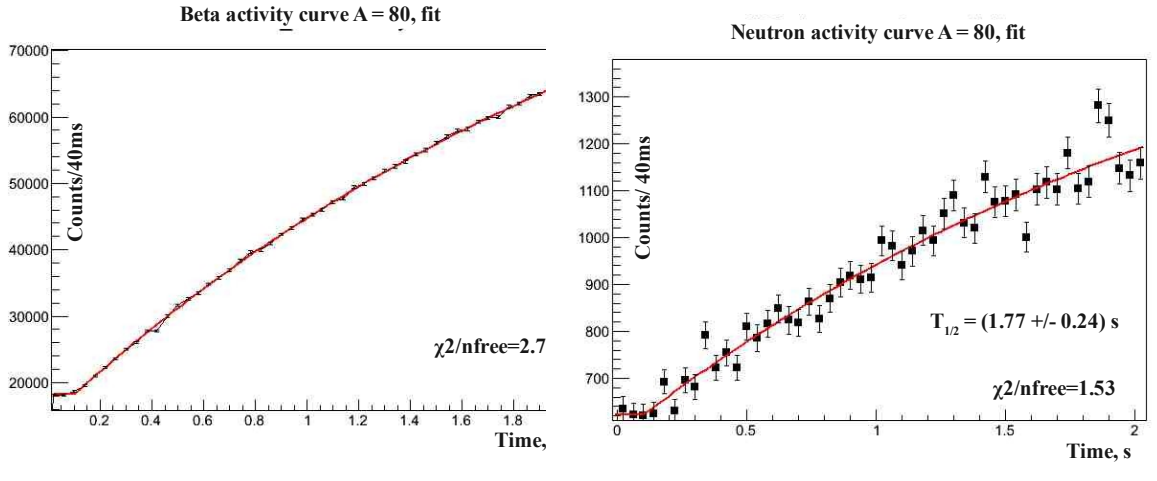 Beta activity curve A = 80, fit
70000
60000
50000
40000
30000
20000
Counts/40ms
χ2/nfree=2.7
0.2 0.4 0.6 0.8 1 1.2 1.4 1.6 1.8
Time,
Neutron activity curve A = 80, fit
1300
1200
1100
1000
900
800
700
Counts/ 40ms
T1/2 = (1.77 +/- 0.24) s
χ2/nfree=1.53
0 0.5 1 1.5 2
Time, s